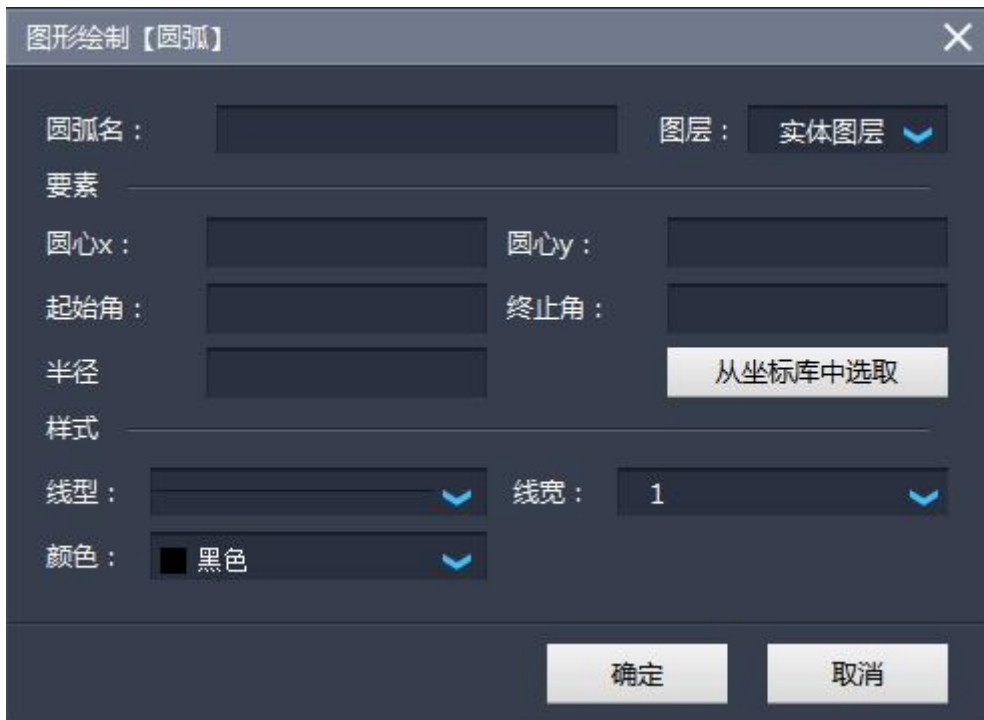 图形绘制【圆弧】
圆弧名： 图层： 实体图层
要素
圆心x： 圆心y：
起始角： 终止角：
半径 从坐标库中选取
样式
线型： 线宽： 1
颜色： 黑色
确定 取消